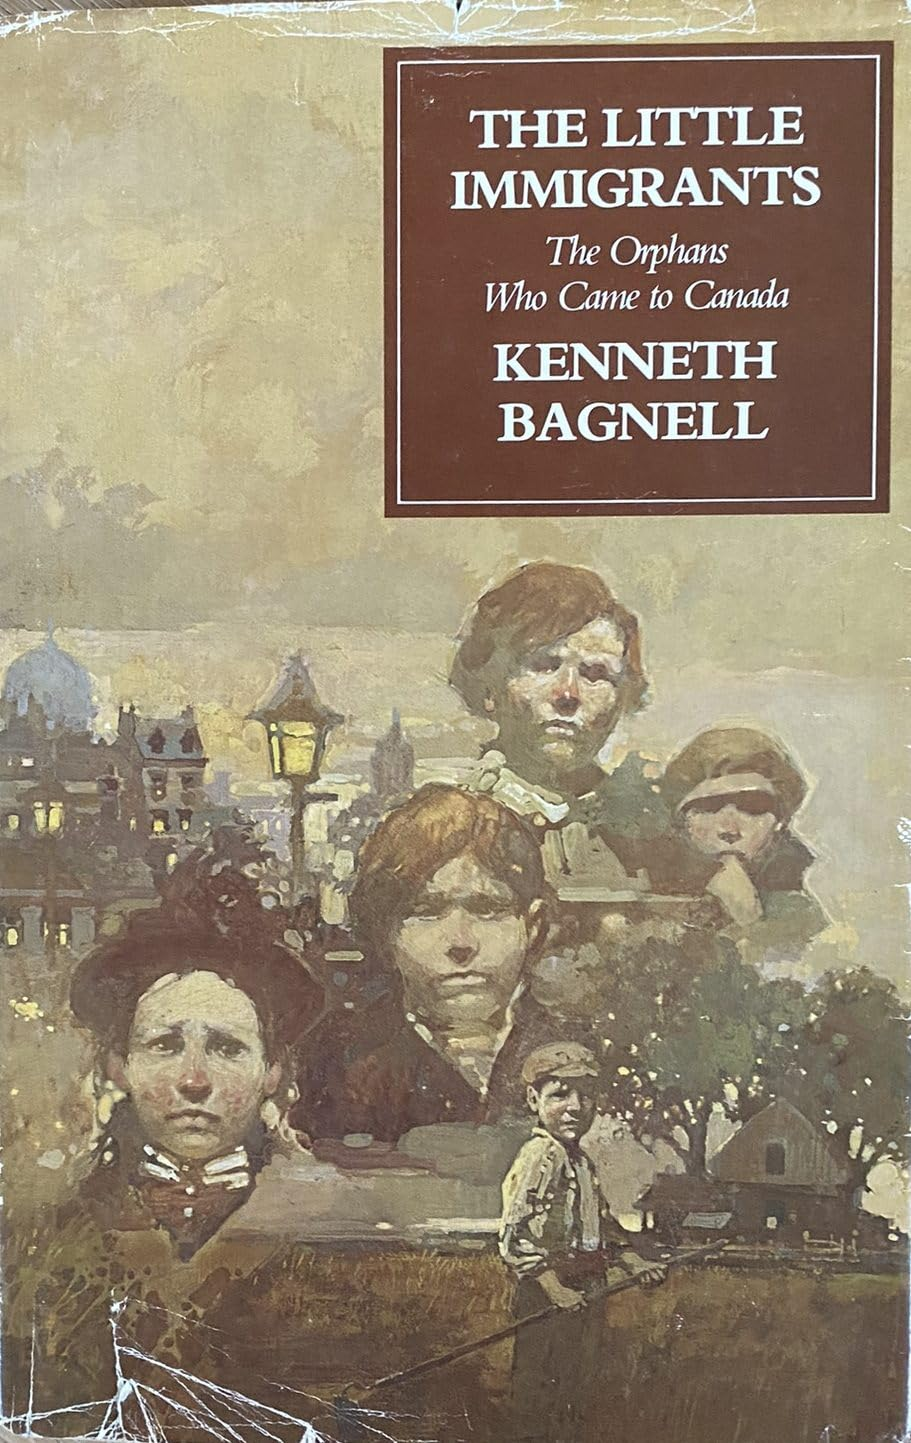 THE LITTLE
IMMIGRANTS
The Orphans
Who Came to Canada
KENNETH
BAGNELL